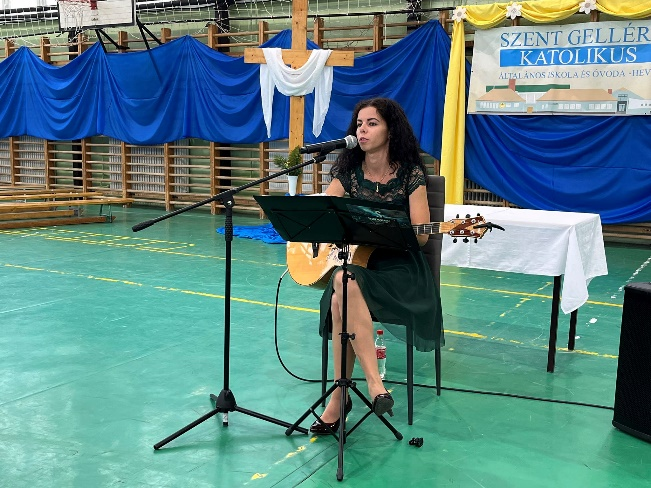 SZENT GELLÉR
KATOLIKUS
ÁLTALÁNOS ISKOLA ÉS ÓVODA - HEV